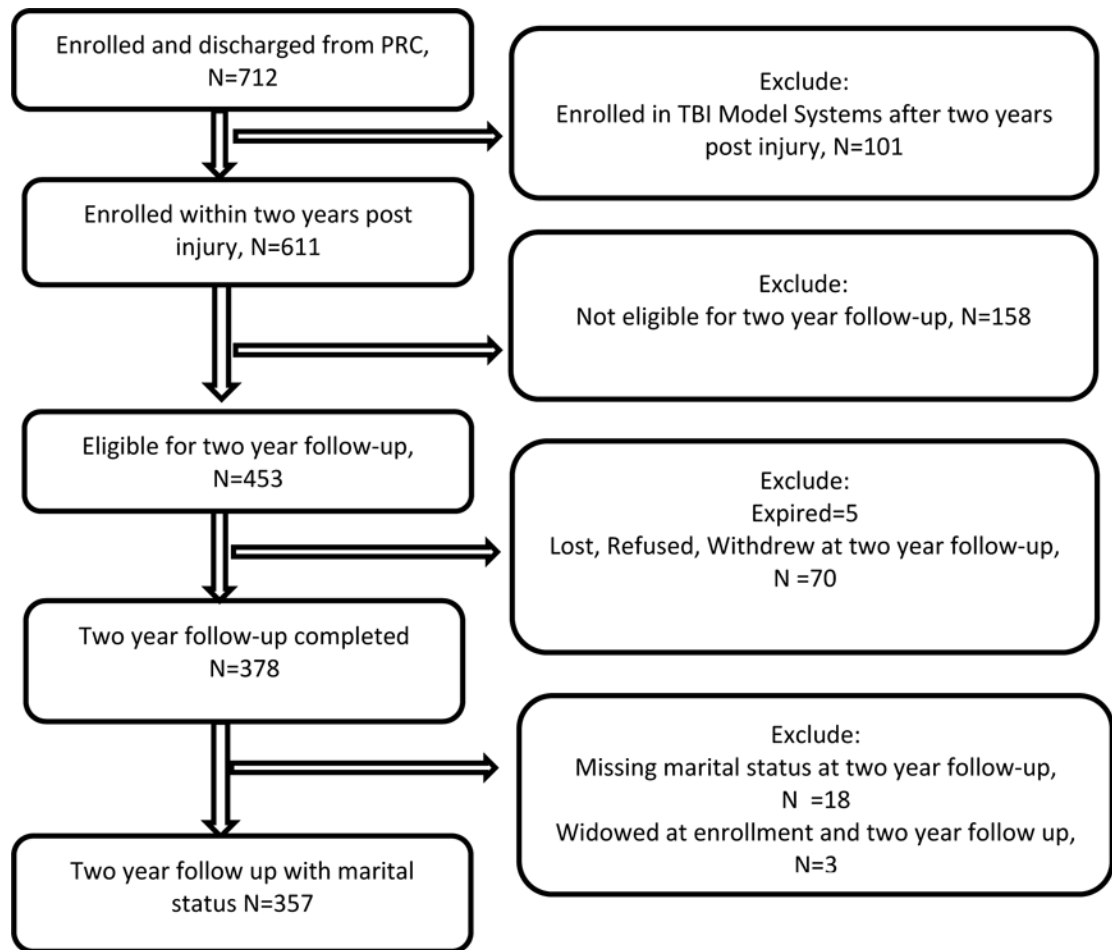 Enrolled and discharged from PRC,
N=712
Exclude:
Enrolled in TBI Model Systems after two years
post injury, N=101
Enrolled within two years post
injury, N=611
Exclude:
Not eligible for two year follow-up, N=158
Eligible for two year follow-up,
N=453
Exclude:
Expired=5
Lost, Refused, Withdrew at two year follow-up,
N =70
Two year follow-up completed
N=378
Exclude:
Missing marital status at two year follow-up,
N  =18
Widowed at enrollment and two year follow up,
N=3
Two year follow up with marital
status N=357